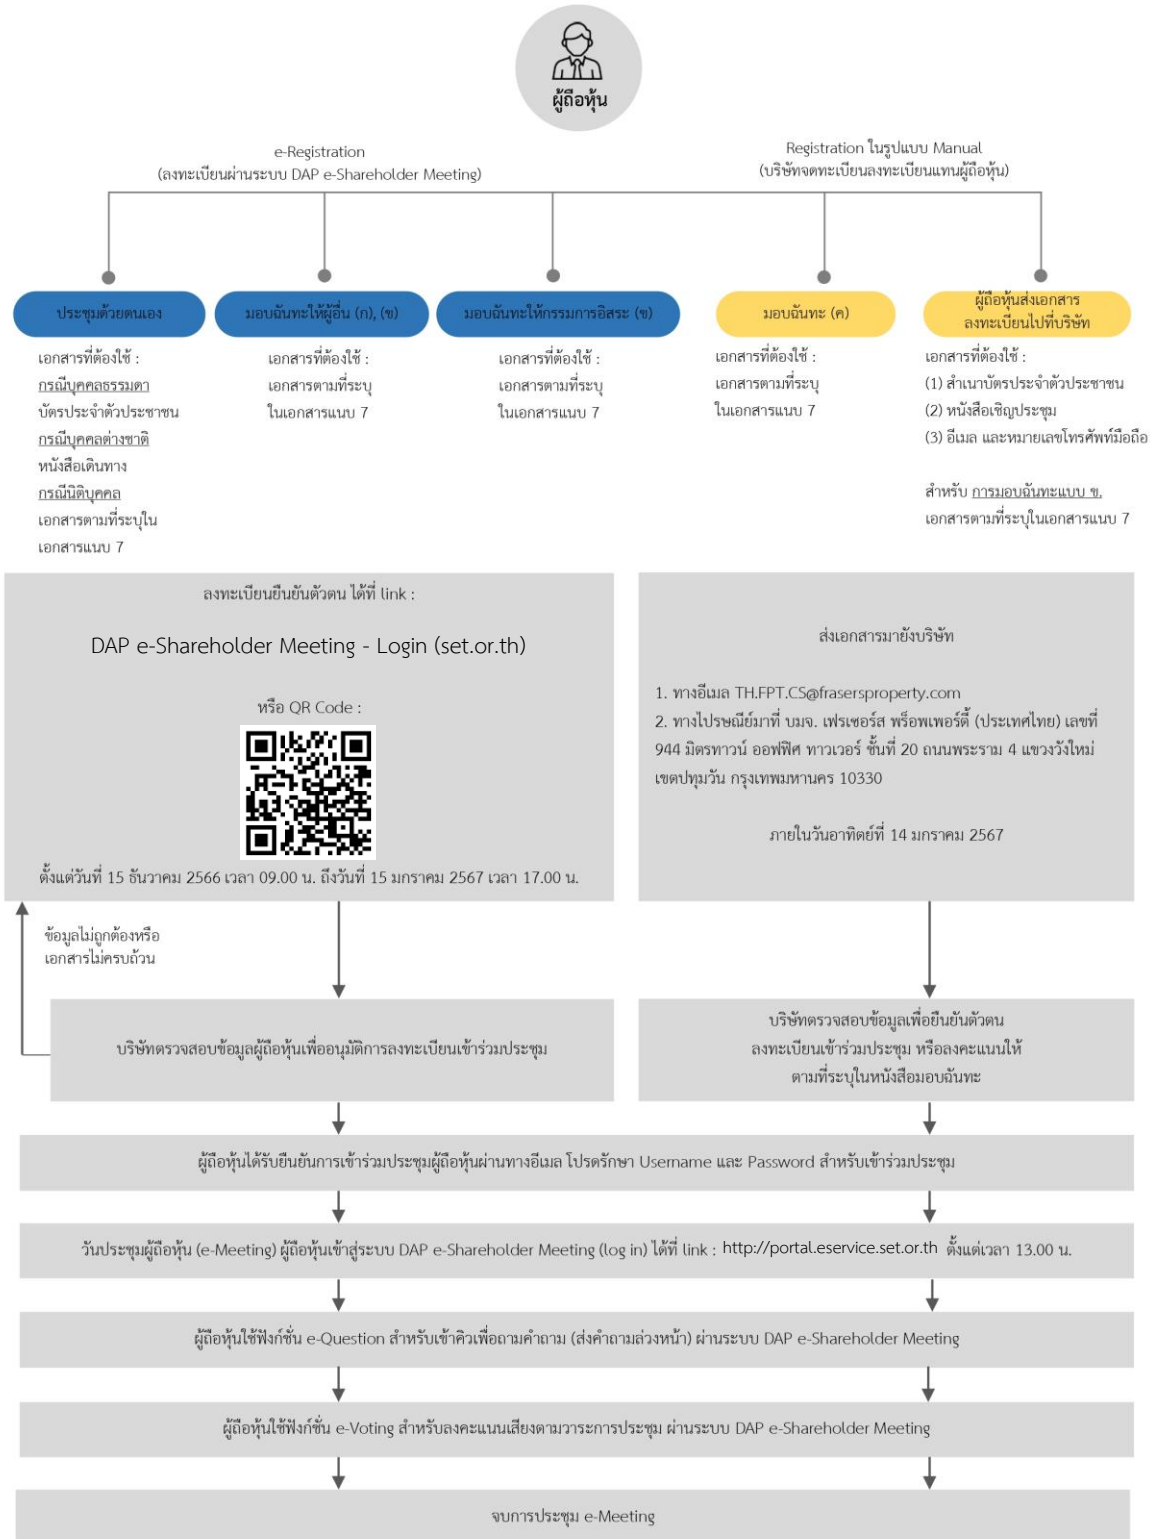 ผู้ถือหุ้น
e-Registration
(ลงทะเบียนผ่านระบบ DAP e-Shareholder Meeting)
Registration ในรูปแบบ Manual
(บริษัทจดทะเบียนลงทะเบียนแทนผู้ถือหุ้น)
ประชุมด้วยตนเอง
เอกสารที่ต้องใช้ :
กรณีบุคคลธรรมดา
บัตรประจำตัวประชาชน
กรณีบุคคลต่างชาติ
หนังสือเดินทาง
กรณีนิติบุคคล
เอกสารตามที่ระบุใน
เอกสารแนบ 7
มอบฉันทะให้ผู้อื่น (ก), (ข)
เอกสารที่ต้องใช้ :
เอกสารตามที่ระบุ
ในเอกสารแนบ 7
มอบฉันทะให้กรรมการอิสระ (ข)
เอกสารที่ต้องใช้ :
เอกสารตามที่ระบุ
ในเอกสารแนบ 7
มอบฉันทะ (ค)
เอกสารที่ต้องใช้ :
เอกสารตามที่ระบุ
ในเอกสารแนบ 7
ผู้ถือหุ้นส่งเอกสาร
ลงทะเบียนไปที่บริษัท
เอกสารที่ต้องใช้ :
(1) สำเนาบัตรประจำตัวประชาชน
(2) หนังสือเชิญประชุม
(3) อีเมล และหมายเลขโทรศัพท์มือถือ
สำหรับ การมอบฉันทะแบบ ข.
เอกสารตามที่ระบุในเอกสารแนบ 7
ลงทะเบียนยืนยันตัวตน ได้ที่ link :
DAP e-Shareholder Meeting - Login (set.or.th)
หรือ QR Code :
ตั้งแต่วันที่ 15 ธันวาคม 2566 เวลา 09.00 น. ถึงวันที่ 15 มกราคม 2567 เวลา 17.00 น.
ส่งเอกสารมายังบริษัท
1. ทางอีเมล TH.FPT.CS@frasersproperty.com
2. ทางไปรษณีย์มาที่ บมจ. เฟรเซอร์ส พร็อพเพอร์ตี้ (ประเทศไทย) เลขที่
944 มิตรทาวน์ ออฟฟิศ ทาวเวอร์ ชั้นที่ 20 ถนนพระราม 4 แขวงวังใหม่
เขตปทุมวัน กรุงเทพมหานคร 10330
ภายในวันอาทิตย์ที่ 14 มกราคม 2567
ข้อมูลไม่ถูกต้องหรือ
เอกสารไม่ครบถ้วน
บริษัทตรวจสอบข้อมูลผู้ถือหุ้นเพื่ออนุมัติการลงทะเบียนเข้าร่วมประชุม
บริษัทตรวจสอบข้อมูลเพื่อยืนยันตัวตน
ลงทะเบียนเข้าร่วมประชุม หรือลงคะแนนให้
ตามที่ระบุในหนังสือมอบฉันทะ
ผู้ถือหุ้นได้รับยืนยันการเข้าร่วมประชุมผู้ถือหุ้นผ่านทางอีเมล โปรดรักษา Username และ Password สำหรับเข้าร่วมประชุม
วันประชุมผู้ถือหุ้น (e-Meeting) ผู้ถือหุ้นเข้าสู่ระบบ DAP e-Shareholder Meeting (log in) ได้ที่ link : http://portal.eservice.set.or.th ตั้งแต่เวลา 13.00 น.
ผู้ถือหุ้นใช้ฟังก์ชั่น e-Question สำหรับเข้าคิวเพื่อถามคำถาม (ส่งคำถามล่วงหน้า) ผ่านระบบ DAP e-Shareholder Meeting
ผู้ถือหุ้นใช้ฟังก์ชั่น e-Voting สำหรับลงคะแนนเสียงตามวาระการประชุม ผ่านระบบ DAP e-Shareholder Meeting
จบการประชุม e-Meeting